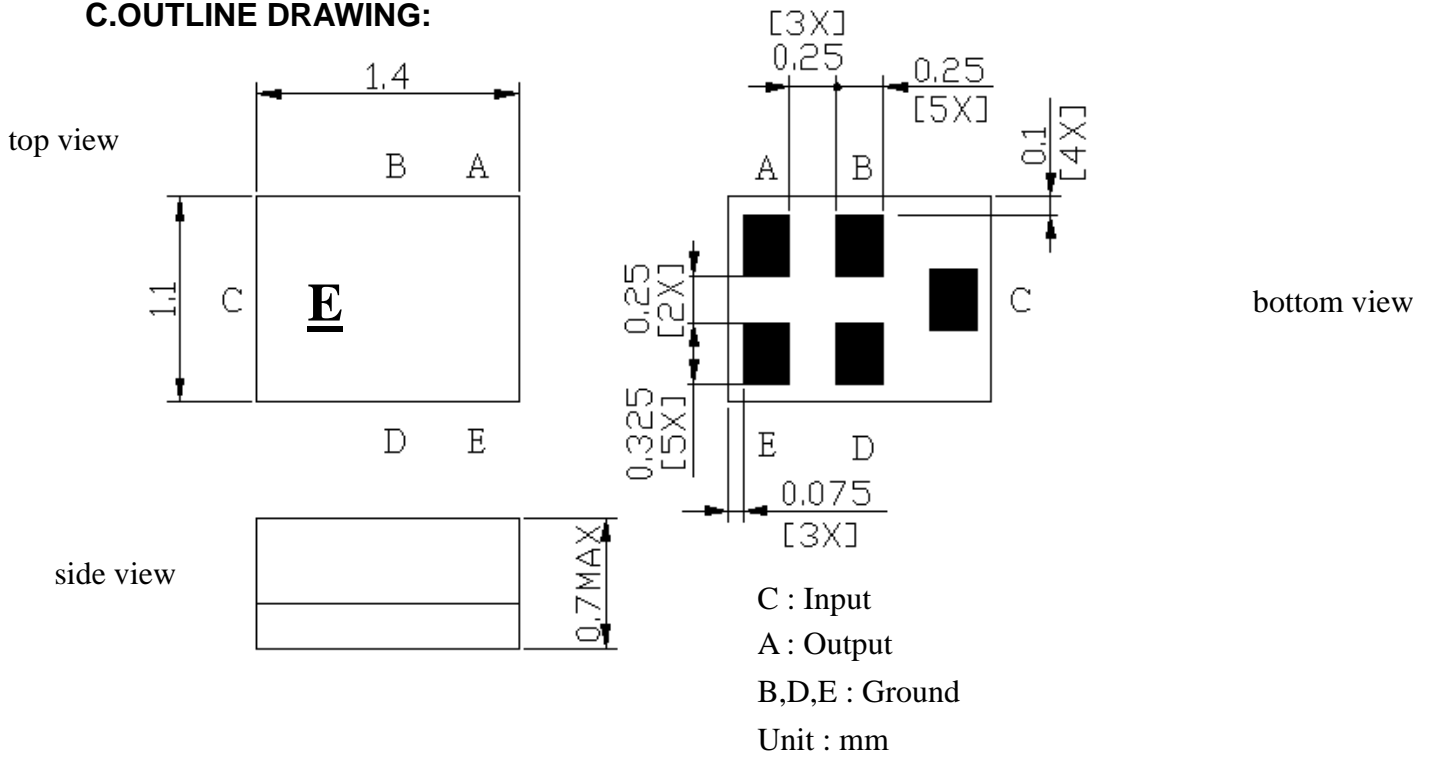 C.OUTLINE DRAWING:
top view
1.4
B A
1.1
C
E
D E
[3X]
0.25
0.25
[5X]
0.1
[4X]
A B
0.25
[2X]
C
0.325
[5X]
E D
0.075
[3X]
bottom view
side view
0.7MAX
C : Input
A : Output
B,D,E : Ground
Unit : mm